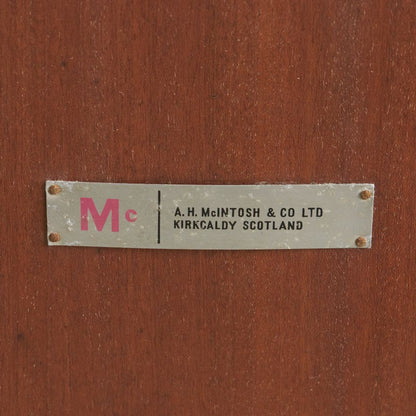 Mc
A.H. McINTOSH & CO LTD
KIRKCALDY SCOTLAND